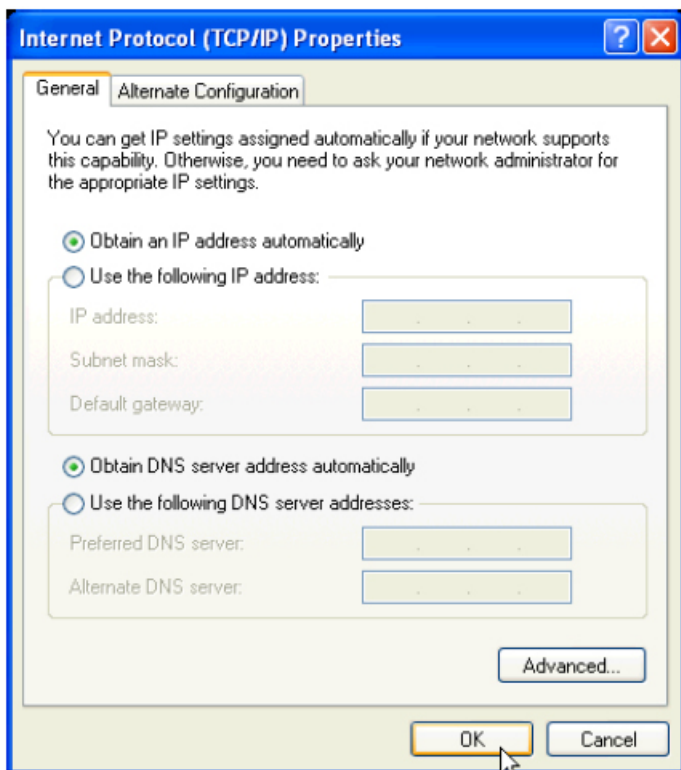 Internet Protocol (TCP/IP) Properties
General
Alternate Configuration
You can get IP settings assigned automatically if your network supports
this capability. Otherwise, you need to ask your network administrator for
the appropriate IP settings.
Obtain an IP address automatically
Use the following IP address:
IP address:
Subnet mask:
Default gateway:
Obtain DNS server address automatically
Use the following DNS server addresses:
Preferred DNS server:
Alternate DNS server:
Advanced...
OK
Cancel